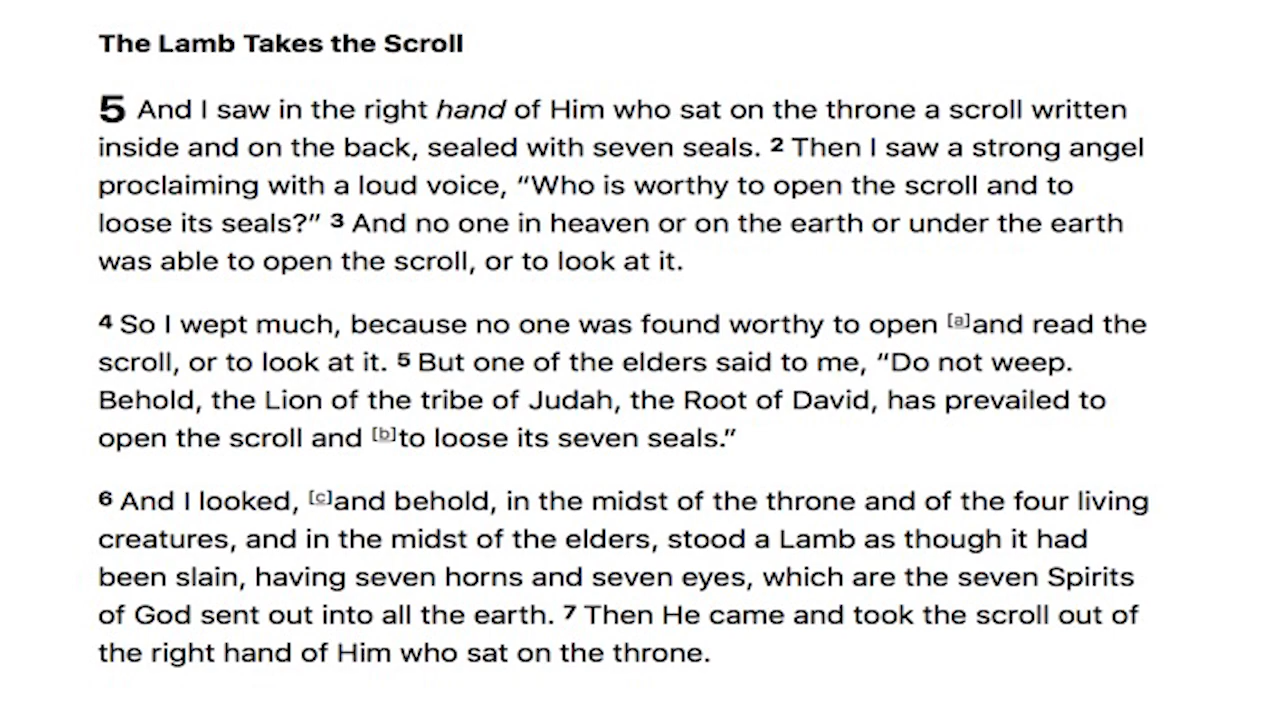 The Lamb Takes the Scroll
5 And I saw in the right hand of Him who sat on the throne a scroll written
inside and on the back, sealed with seven seals. 2 Then I saw a strong angel
proclaiming with a loud voice, “Who is worthy to open the scroll and to
loose its seals?” 3 And no one in heaven or on the earth or under the earth
was able to open the scroll, or to look at it.
4 So I wept much, because no one was found worthy to open [a]and read the
scroll, or to look at it. 5 But one of the elders said to me, “Do not weep.
Behold, the Lion of the tribe of Judah, the Root of David, has prevailed to
open the scroll and [b]to loose its seven seals.”
6 And I looked, [c]and behold, in the midst of the throne and of the four living
creatures, and in the midst of the elders, stood a Lamb as though it had
been slain, having seven horns and seven eyes, which are the seven Spirits
of God sent out into all the earth. 7 Then He came and took the scroll out of
the right hand of Him who sat on the throne.